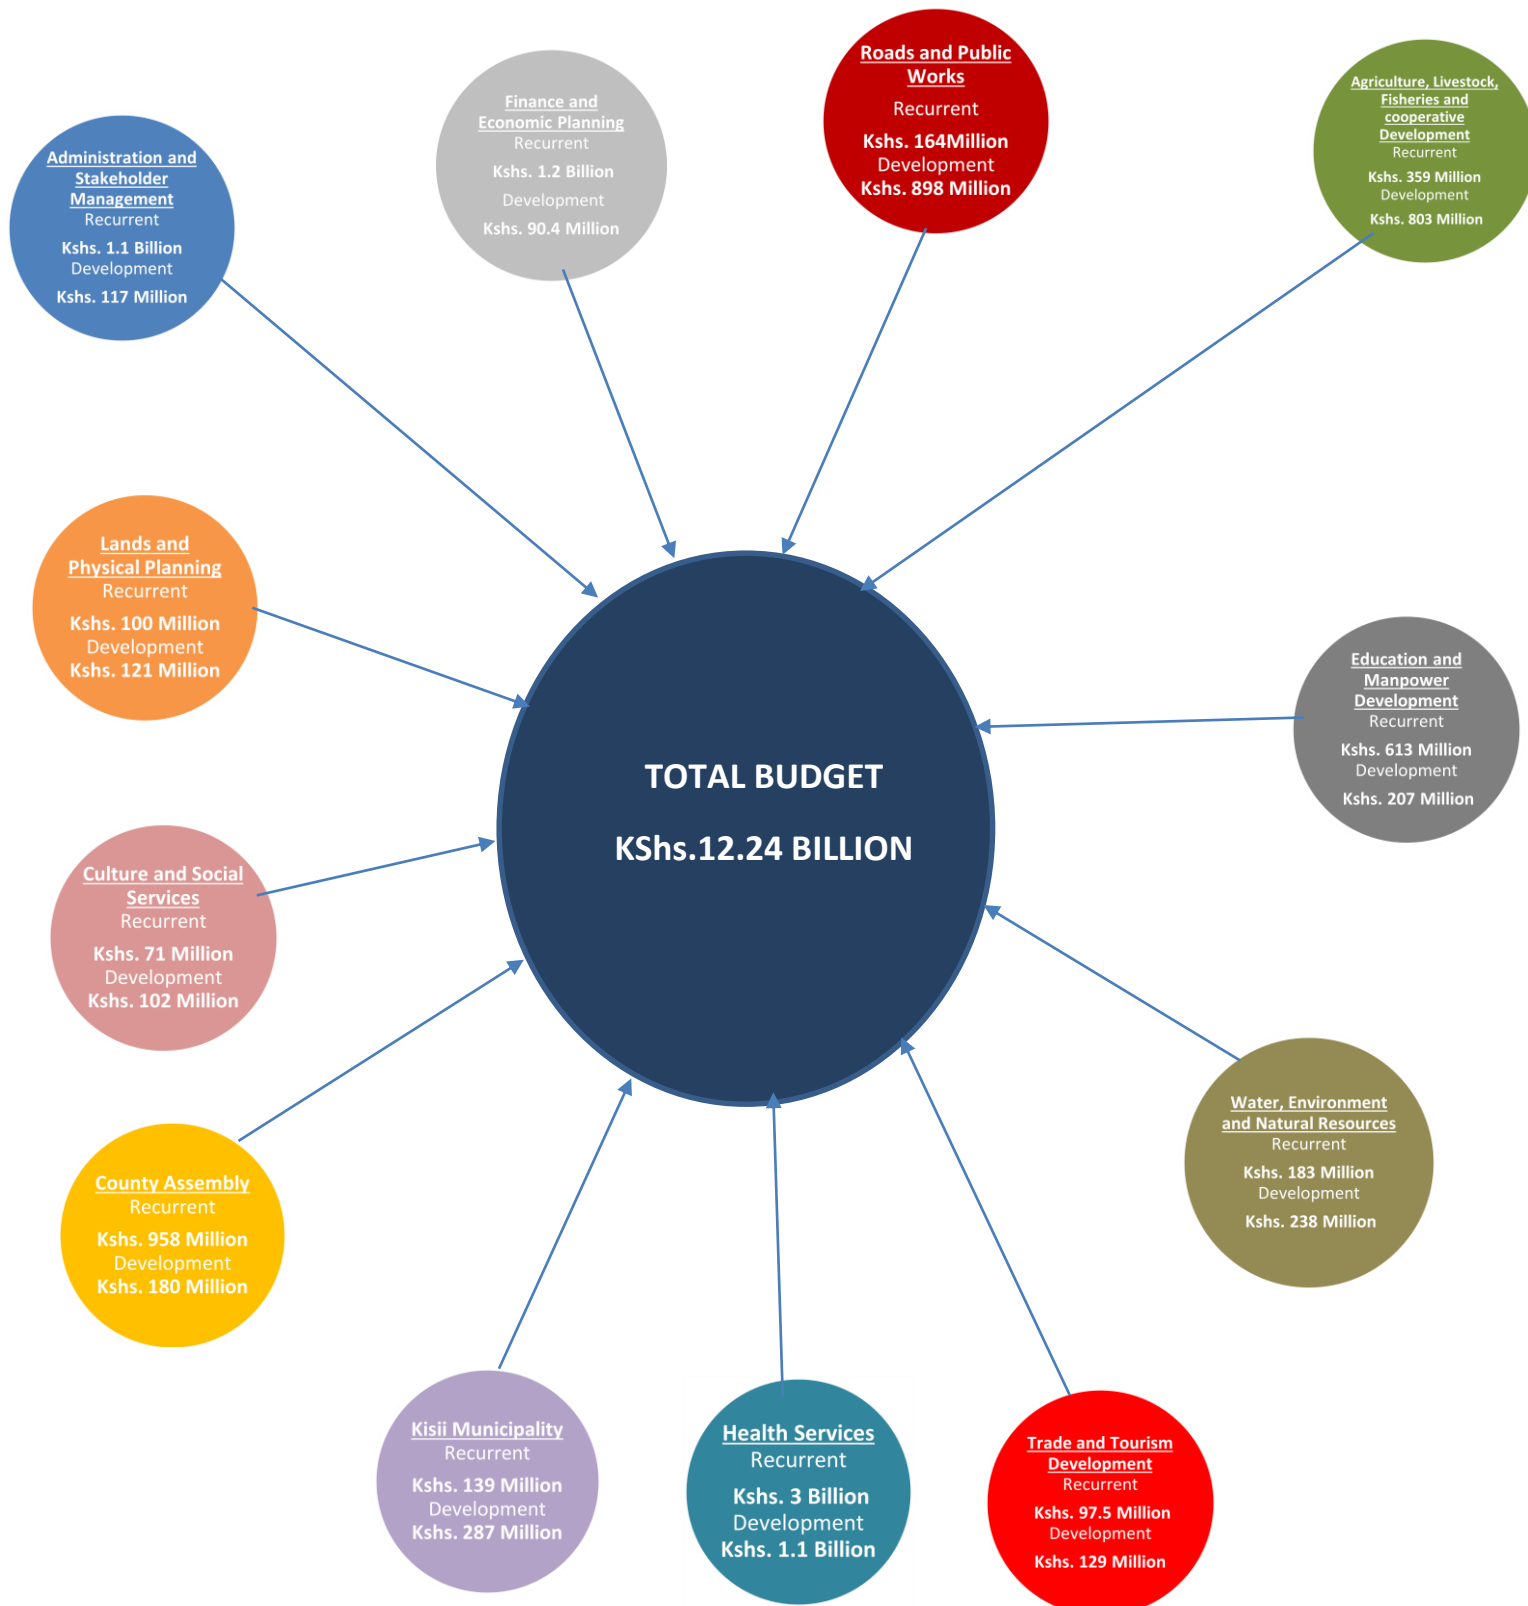 Roads and Public
Works
Recurrent
Kshs. 164Million
Development
Kshs. 898 Million
Finance and
Economic Planning
Recurrent
Kshs. 1.2 Billion
Development
Kshs. 90.4 Million
Agriculture, Livestock,
Fisheries and
cooperative
Development
Recurrent
Kshs. 359 Million
Development
Kshs. 803 Million
Administration and
Stakeholder
Management
Recurrent
Kshs. 1.1 Billion
Development
Kshs. 117 Million
Lands and
Physical Planning
Recurrent
Kshs. 100 Million
Development
Kshs. 121 Million
Education and
Manpower
Development
Recurrent
Kshs. 613 Million
Development
Kshs. 207 Million
TOTAL BUDGET
KShs.12.24 BILLION
Culture and Social
Services
Recurrent
Kshs. 71 Million
Development
Kshs. 102 Million
Water, Environment
and Natural Resources
Recurrent
Kshs. 183 Million
Development
Kshs. 238 Million
County Assembly
Recurrent
Kshs. 958 Million
Development
Kshs. 180 Million
Kisii Municipality
Recurrent
Kshs. 139 Million
Development
Kshs. 287 Million
Health Services
Recurrent
Kshs. 3 Billion
Development
Kshs. 1.1 Billion
Trade and Tourism
Development
Recurrent
Kshs. 97.5 Million
Development
Kshs. 129 Million